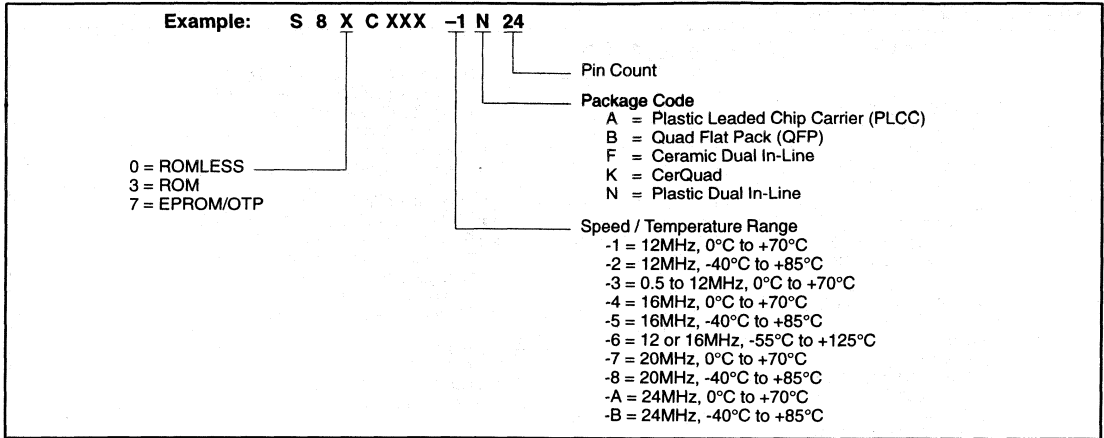 Example: S 8 X C XXX –1 N 24
Pin Count
Package Code
A = Plastic Leaded Chip Carrier (PLCC)
B = Quad Flat Pack (QFP)
F = Ceramic Dual In-Line
K = CerQuad
N = Plastic Dual In-Line
0 = ROMLESS
3 = ROM
7 = EPROM/OTP
Speed / Temperature Range
-1 = 12MHz, 0°C to +70°C
-2 = 12MHz, -40°C to +85°C
-3 = 0.5 to 12MHz, 0°C to +70°C
-4 = 16MHz, 0°C to +70°C
-5 = 16MHz, -40°C to +85°C
-6 = 12 or 16MHz, -55°C to +125°C
-7 = 20MHz, 0°C to +70°C
-8 = 20MHz, -40°C to +85°C
-A = 24MHz, 0°C to +70°C
-B = 24MHz, -40°C to +85°C